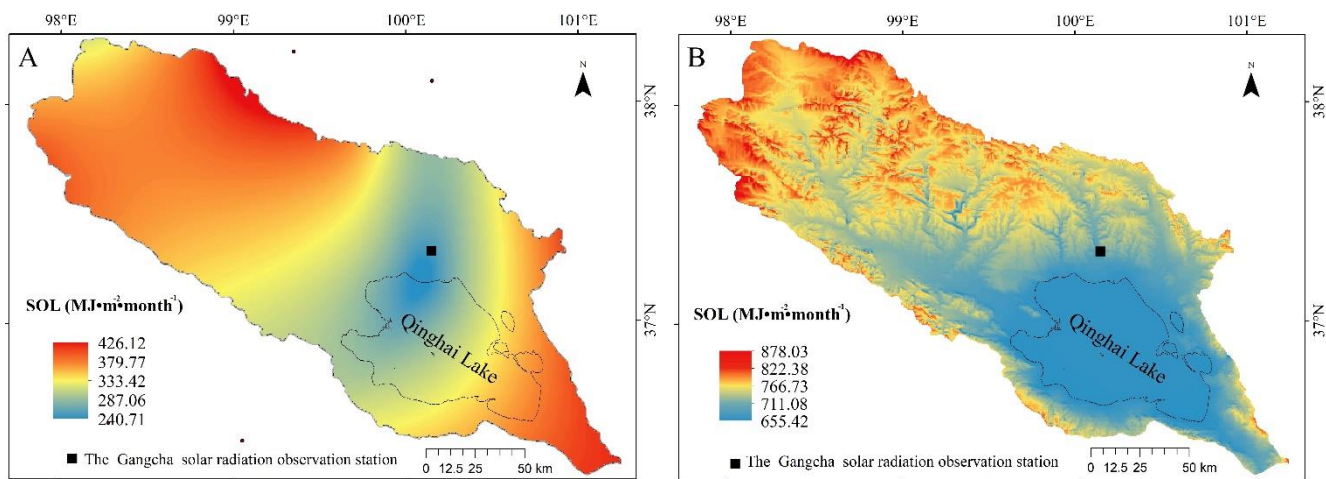 98°E 99°E 100°E 101°E
A
N
38°N
37°N
Qinghai Lake
SOL (MJ•m⁻²•month⁻¹)
426.12
379.77
333.42
287.06
240.71
■ The Gangcha solar radiation observation station
0 12.5 25 50 km
98°E 99°E 100°E 101°E
B
N
38°N
37°N
Qinghai Lake
SOL (MJ•m⁻²•month⁻¹)
878.03
822.38
766.73
711.08
655.42
■ The Gangcha solar radiation observation station
0 12.5 25 50 km